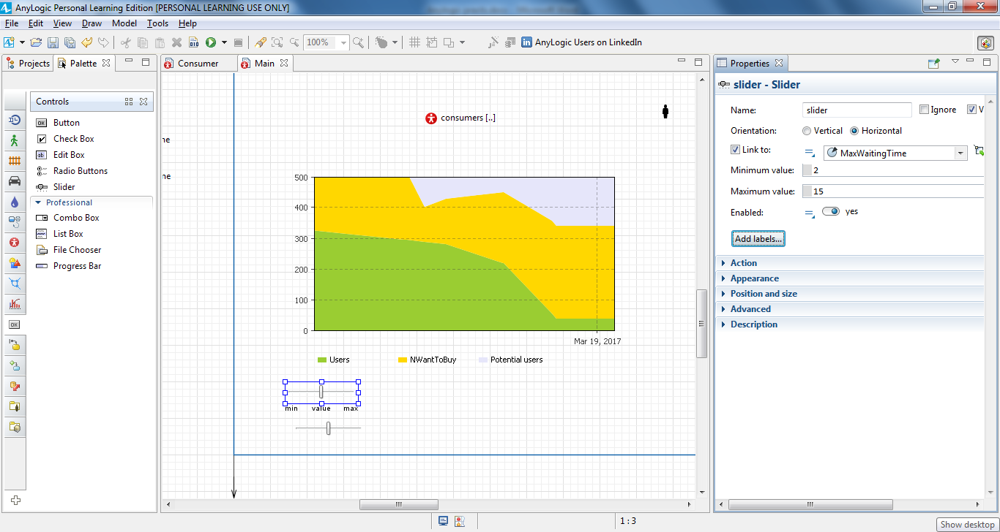 AnyLogic Personal Learning Edition [PERSONAL LEARNING USE ONLY]
File Edit View Draw Model Tools Help
100% AnyLogic Users on LinkedIn
Projects Palette
Consumer Main
Properties
Controls
Button
Check Box
Edit Box
Radio Buttons
Slider
Professional
Combo Box
List Box
File Chooser
Progress Bar
OK
consumers [..]
ne
ne
500
400
300
200
100
0
Mar 19, 2017
Users NWantToBuy Potential users
min value max
slider - Slider
Name: slider Ignore V
Orientation: Vertical Horizontal
Link to: MaxWaitingTime
Minimum value: 2
Maximum value: 15
Enabled: yes
Add labels...
Action
Appearance
Position and size
Advanced
Description
1 : 3
Show desktop